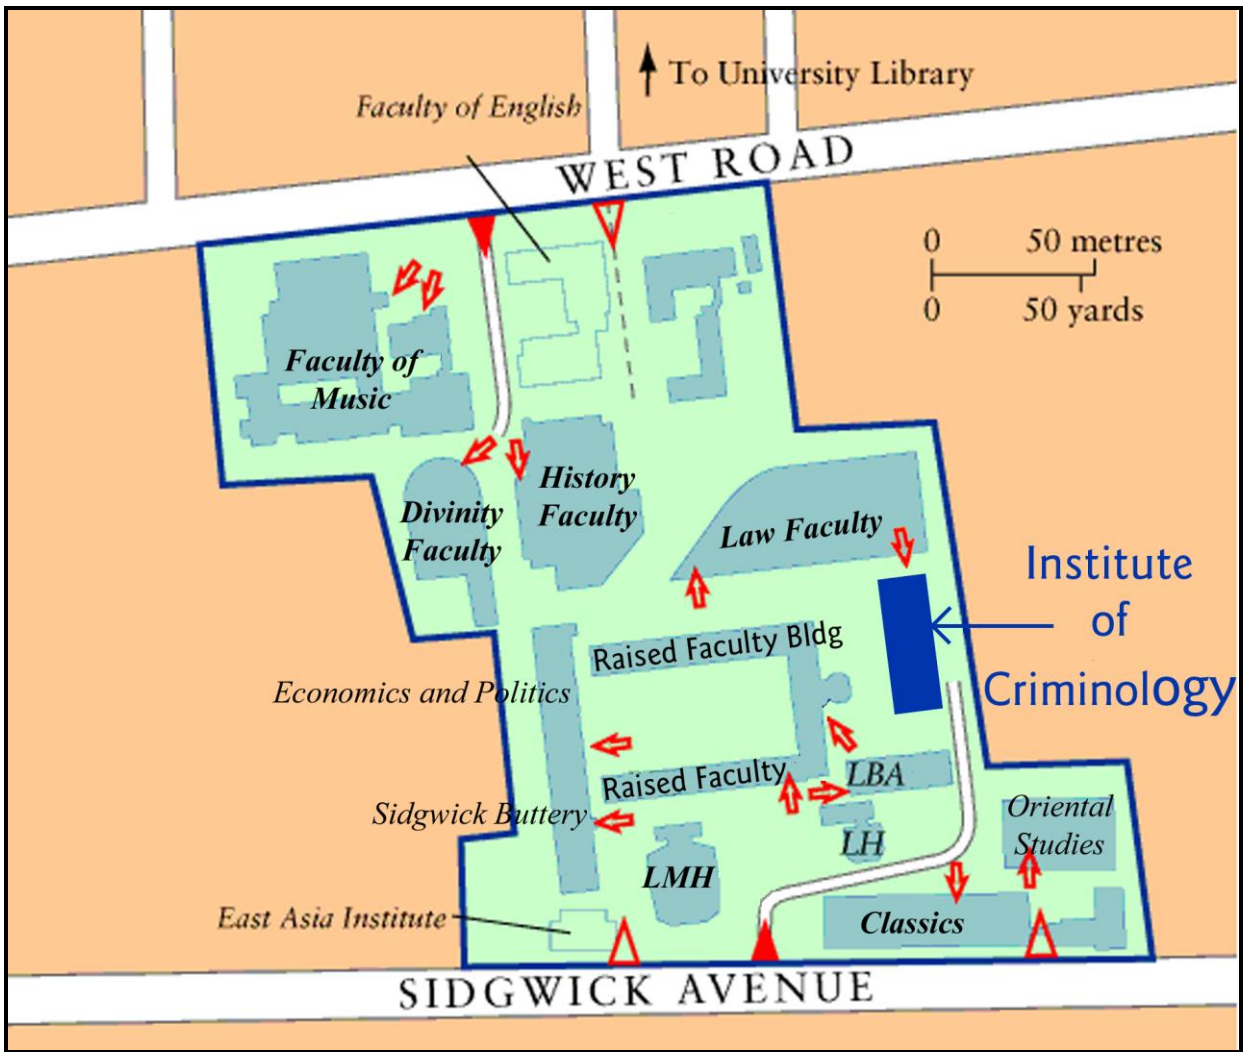 To University Library
Faculty of English
WEST ROAD
0 50 metres
0 50 yards
Faculty of
Music
History
Faculty
Divinity
Faculty
Law Faculty
Institute
of
Criminology
Raised Faculty Bldg
Economics and Politics
Raised Faculty
LBA
Sidgwick Buttery
Oriental
Studies
LH
LMH
East Asia Institute
Classics
SIDGWICK AVENUE